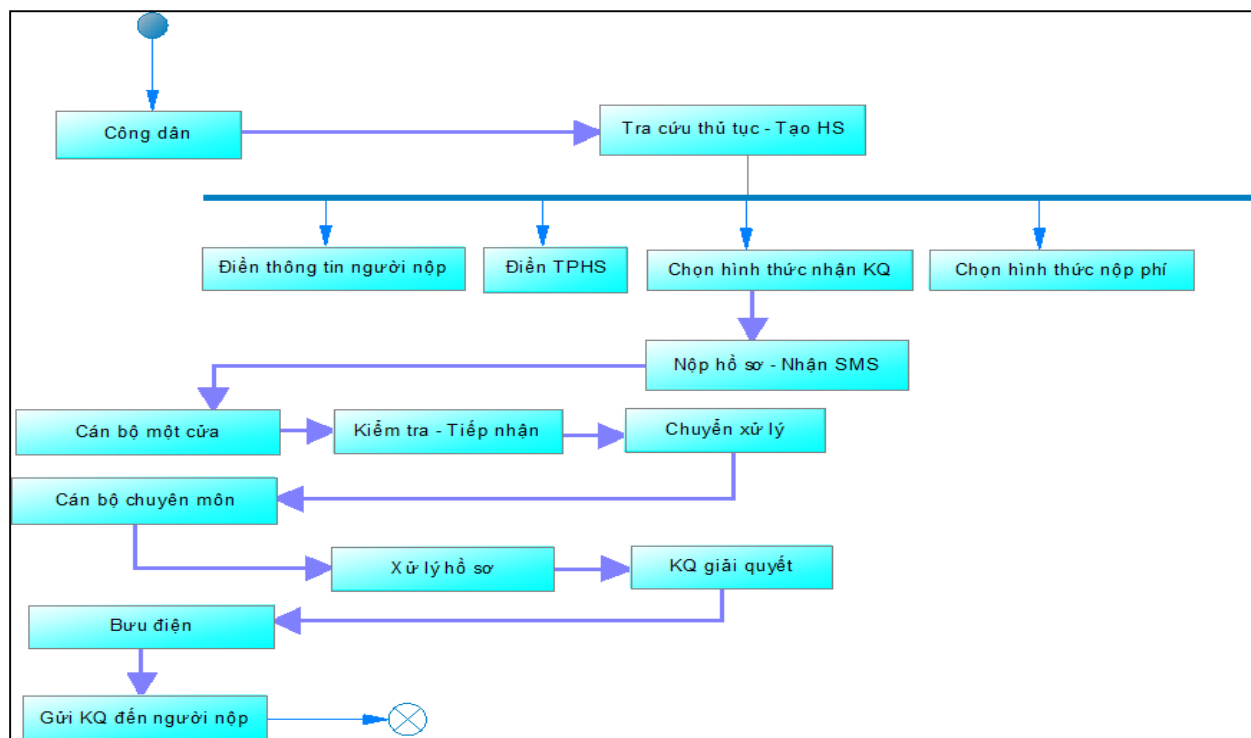 Công dân
Tra cứu thủ tục - Tạo HS
Điền thông tin người nộp
Điền TPHS
Chọn hình thức nhận KQ
Chọn hình thức nộp phí
Nộp hồ sơ - Nhận SMS
Cán bộ một cửa
Kiểm tra - Tiếp nhận
Chuyển xử lý
Cán bộ chuyên môn
Xử lý hồ sơ
KQ giải quyết
Bưu điện
Gửi KQ đến người nộp